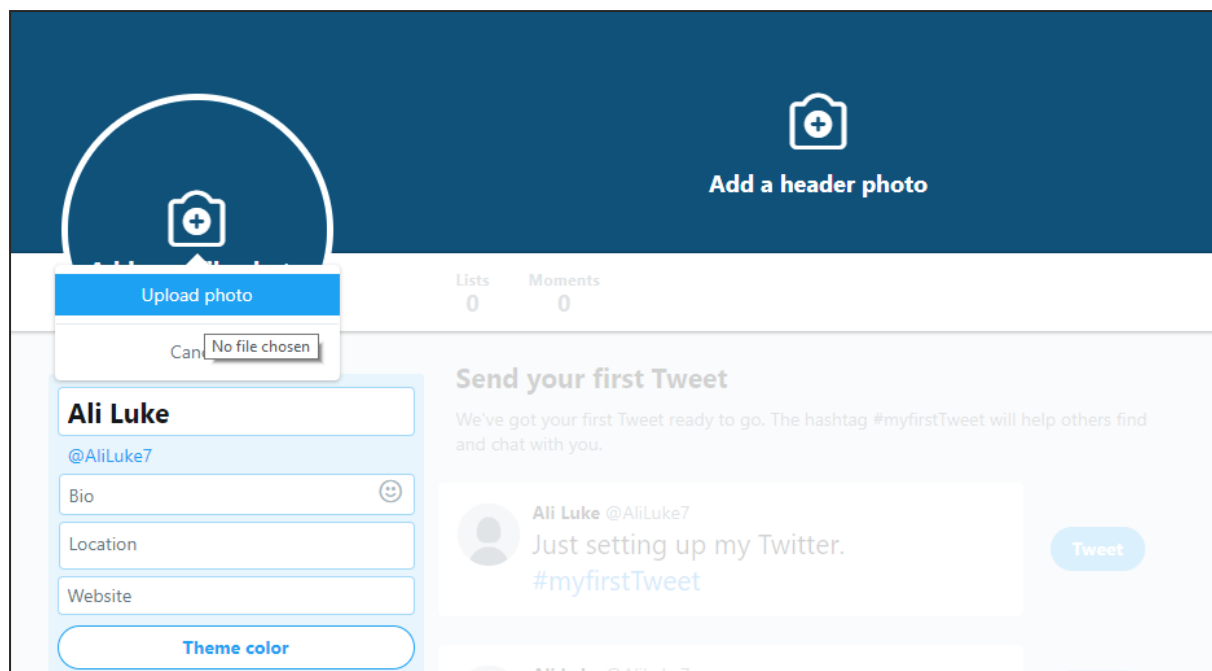 Add a header photo
Upload photo
No file chosen
Lists
0
Moments
0
Ali Luke
@AliLuke7
Bio
Location
Website
Theme color
Send your first Tweet
We've got your first Tweet ready to go. The hashtag #myfirstTweet will help others find
and chat with you.
Ali Luke @AliLuke7
Just setting up my Twitter.
#myfirstTweet
Tweet